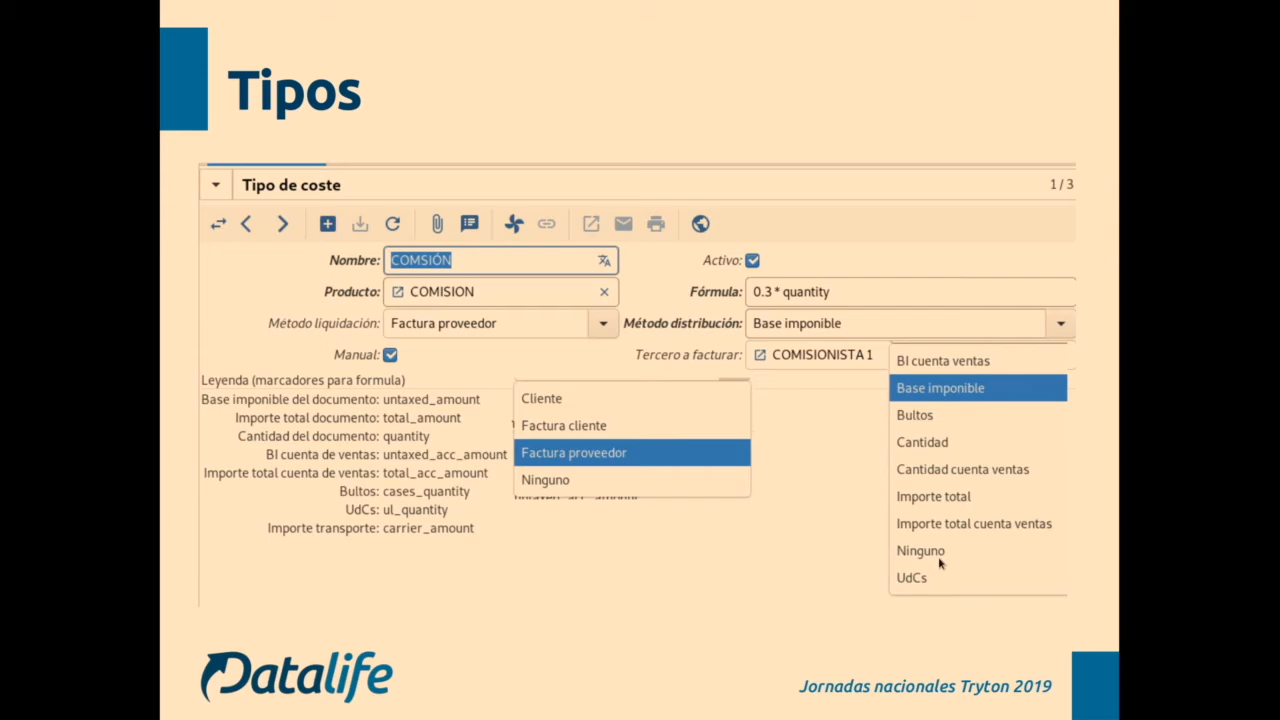 Tipos
Tipo de coste 1 / 3
Nombre: COMSIÓN Activo:
Producto: COMISION Fórmula: 0.3 * quantity
Método liquidación: Factura proveedor Método distribución: Base imponible
Manual: Tercero a facturar: COMISIONISTA 1
Leyenda (marcadores para formula)
Base imponible del documento: untaxed_amount
Importe total documento: total_amount
Cantidad del documento: quantity
BI cuenta de ventas: untaxed_acc_amount
Importe total cuenta de ventas: total_acc_amount
Bultos: cases_quantity
UdCs: ul_quantity
Importe transporte: carrier_amount
Cliente
Factura cliente
Factura proveedor
Ninguno
BI cuenta ventas
Base imponible
Bultos
Cantidad
Cantidad cuenta ventas
Importe total
Importe total cuenta ventas
Ninguno
UdCs
Datalife
Jornadas nacionales Tryton 2019